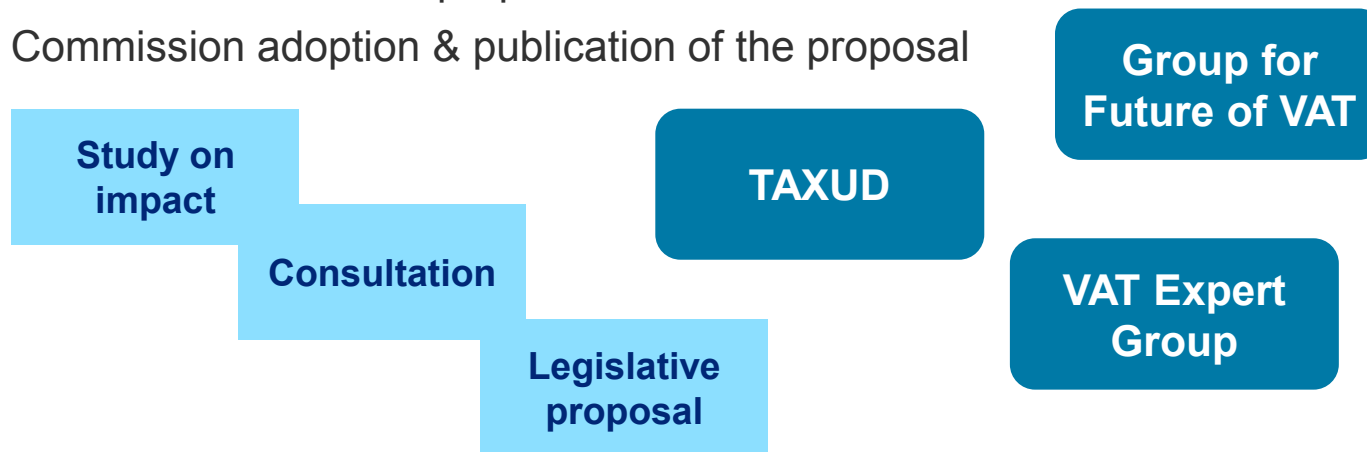 Commission adoption & publication of the proposal
Group for
Future of VAT
Study on
impact
TAXUD
Consultation
VAT Expert
Group
Legislative
proposal